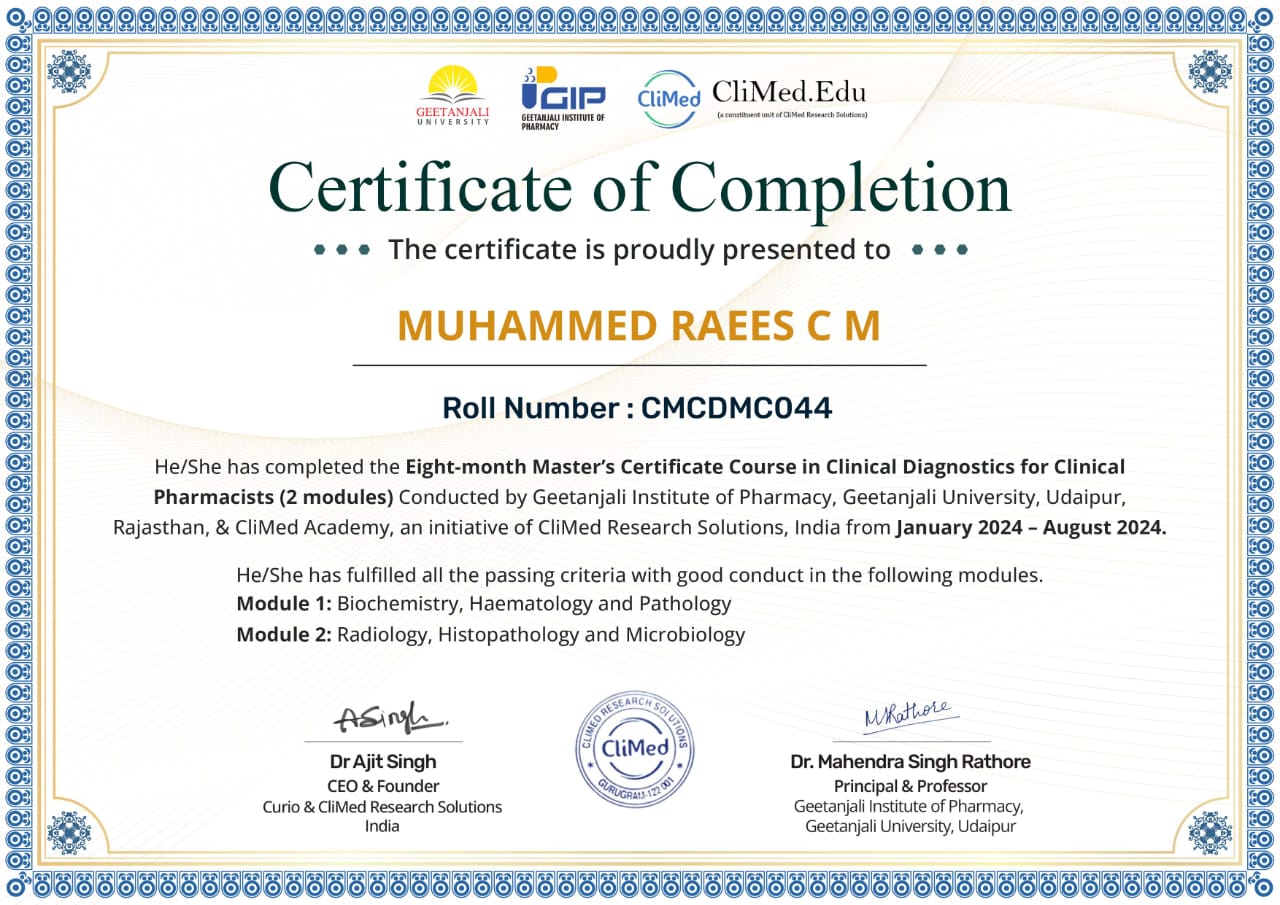 GEETANJALI
UNIVERSITY
GIP
GEETANJALI INSTITUTE OF
PHARMACY
CliMed
CliMed.Edu
(a constituent unit of CliMed Research Solutions)
Certificate of Completion
The certificate is proudly presented to
MUHAMMED RAEES C M
Roll Number : CMCDMC044
He/She has completed the Eight-month Master's Certificate Course in Clinical Diagnostics for Clinical
Pharmacists (2 modules) Conducted by Geetanjali Institute of Pharmacy, Geetanjali University, Udaipur,
Rajasthan, & CliMed Academy, an initiative of CliMed Research Solutions, India from January 2024 – August 2024.
He/She has fulfilled all the passing criteria with good conduct in the following modules.
Module 1: Biochemistry, Haematology and Pathology
Module 2: Radiology, Histopathology and Microbiology
ASingh
Dr Ajit Singh
CEO & Founder
Curio & CliMed Research Solutions
India
CLIMED RESEARCH SOLUTIONS
CliMed
GURUGRAM-122 001
MSRathore
Dr. Mahendra Singh Rathore
Principal & Professor
Geetanjali Institute of Pharmacy,
Geetanjali University, Udaipur